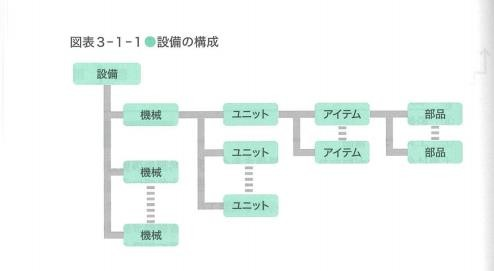 図表3-1-1●設備の構成
設備
機械 ユニット アイテム 部品
ユニット アイテム 部品
機械
ユニット
機械